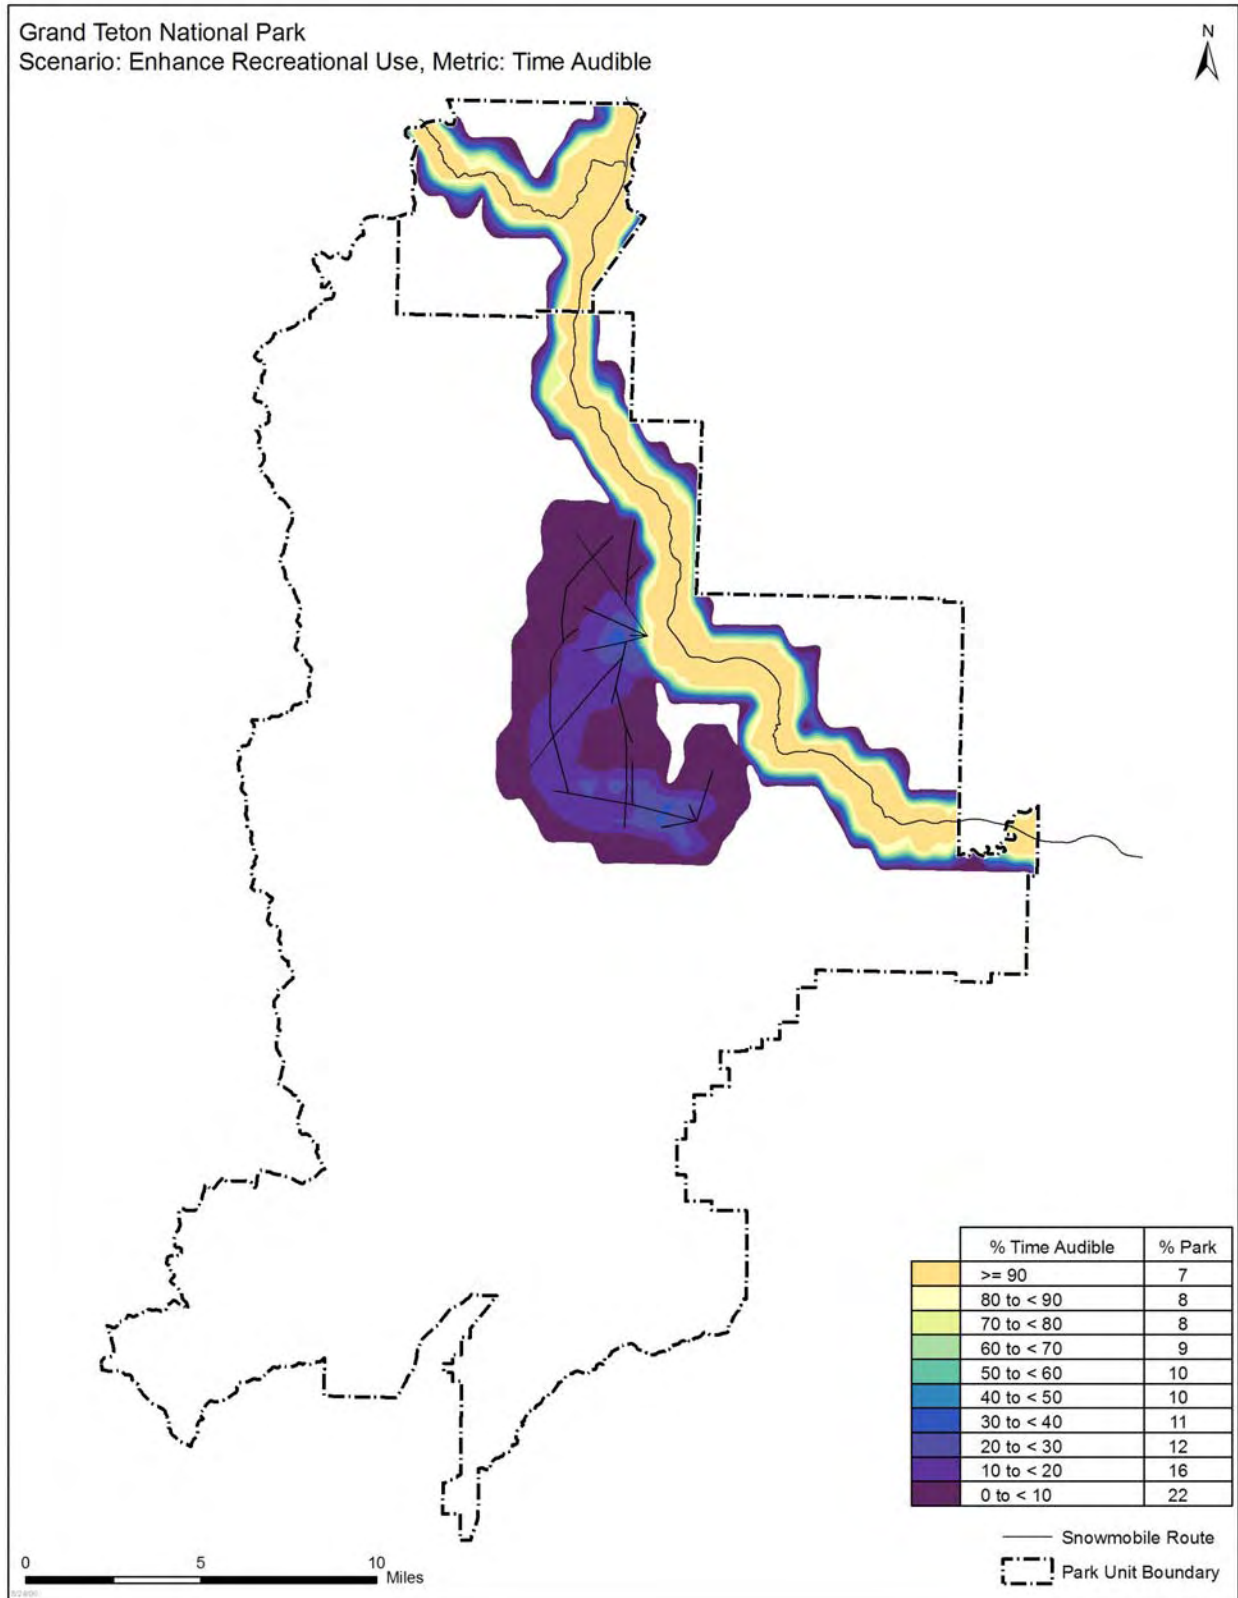 Grand Teton National Park
Scenario: Enhance Recreational Use, Metric: Time Audible
N
% Time Audible % Park
>= 90 7
80 to < 90 8
70 to < 80 8
60 to < 70 9
50 to < 60 10
40 to < 50 10
30 to < 40 11
20 to < 30 12
10 to < 20 16
0 to < 10 22
Snowmobile Route
Park Unit Boundary
0 5 10
Miles